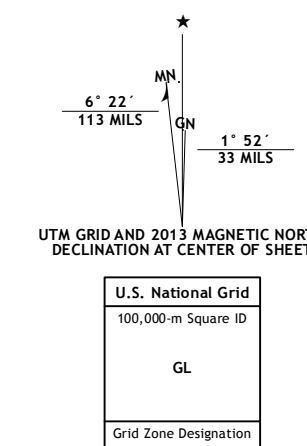 ★
MN
6° 22´
113 MILS
GN
1° 52´
33 MILS
UTM GRID AND 2013 MAGNETIC NORT
DECLINATION AT CENTER OF SHEET
U.S. National Grid
100,000-m Square ID
GL
Grid Zone Designation